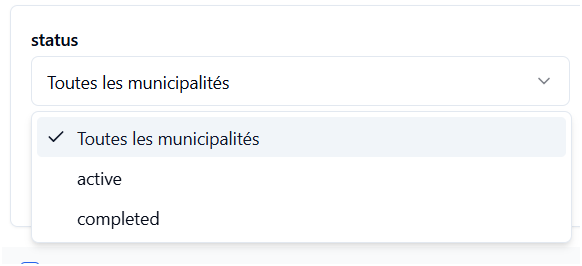 status
Toutes les municipalités
Toutes les municipalités
active
completed